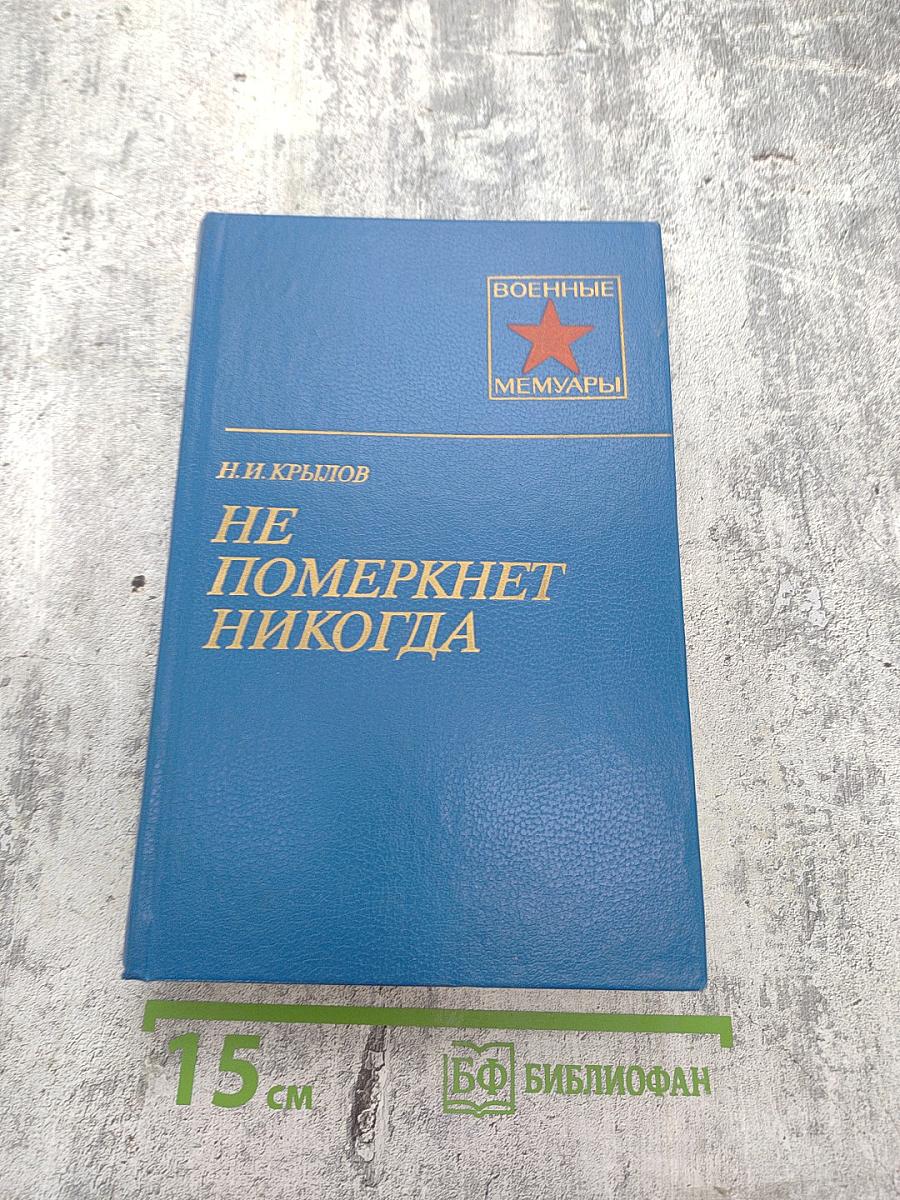 ВОЕННЫЕ
МЕМУАРЫ
Н. И. КРЫЛОВ
НЕ
ПОМЕРКНЕТ
НИКОГДА
15 см
БФ БИБЛИОФАН